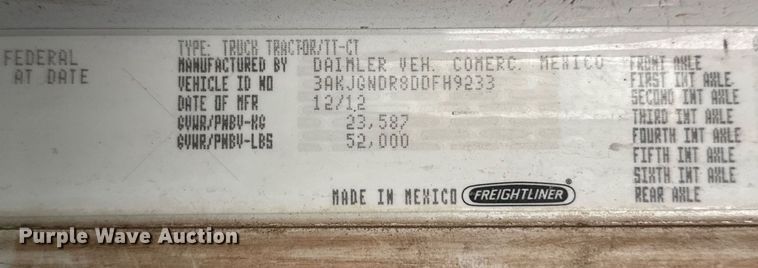 FEDERAL
AT DATE
TYPE: TRUCK TRACTOR/TT-CT
MANUFACTURED BY DAIMLER VEH. COMERC. MEXICO
VEHICLE ID NO 3AKJGNDR8DDFH9233
DATE OF MFR 12/12
GVWR/PNBV-KG 23,587
GVWR/PNBV-LBS 52,000
MADE IN MEXICO FREIGHTLINER
FRONT AXLE
FIRST INT AXLE
SECOND INT AXLE
THIRD INT AXLE
FOURTH INT AXLE
FIFTH INT AXLE
SIXTH INT AXLE
REAR AXLE
Purple Wave Auction